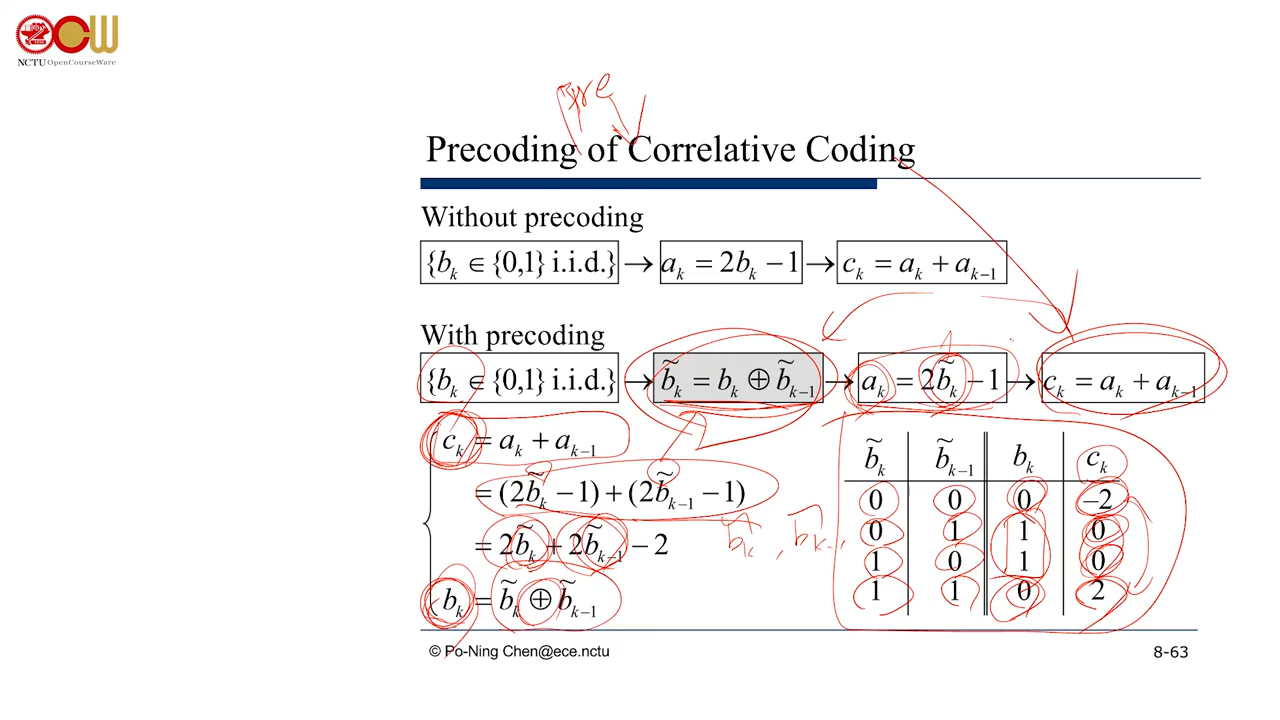 OCW
NCTU OpenCourseWare
pre
Precoding of Correlative Coding
Without precoding
{b_k ∈ {0,1} i.i.d.} → a_k = 2b_k − 1 → c_k = a_k + a_{k−1}
With precoding
{b_k ∈ {0,1} i.i.d.} → b̃_k = b_k ⊕ b̃_{k−1} → a_k = 2b̃_k − 1 → c_k = a_k + a_{k−1}
{ c_k = a_k + a_{k−1}
= (2b̃_k − 1) + (2b̃_{k−1} − 1)
= 2b̃_k + 2b̃_{k−1} − 2
b_k = b̃_k ⊕ b̃_{k−1}
b̃_k , b̃_{k−1}
b̃_k b̃_{k−1} b_k c_k
0 0 0 −2
0 1 1 0
1 0 1 0
1 1 0 2
© Po-Ning Chen@ece.nctu
8-63